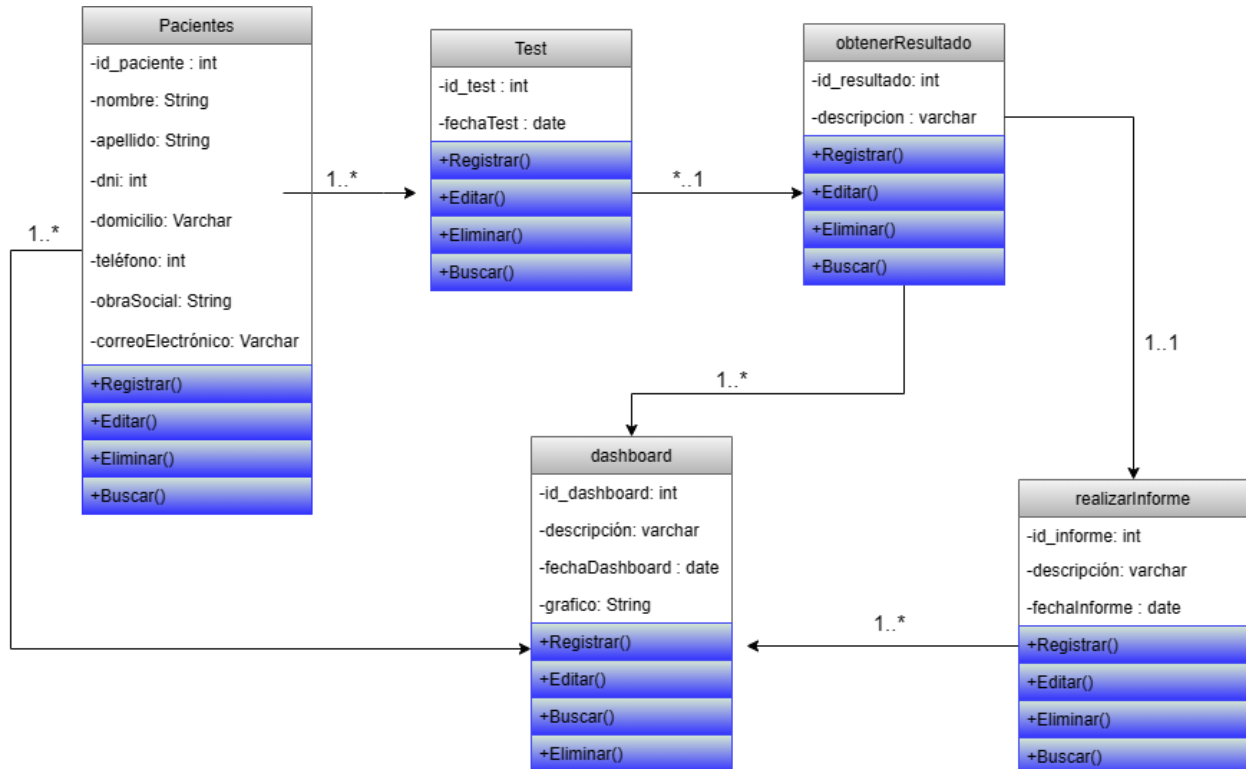 Pacientes
-id_paciente : int
-nombre: String
-apellido: String
-dni: int
-domicilio: Varchar
-teléfono: int
-obraSocial: String
-correoElectrónico: Varchar
+Registrar()
+Editar()
+Eliminar()
+Buscar()
1..*
1..*
Test
-id_test : int
-fechaTest : date
+Registrar()
+Editar()
+Eliminar()
+Buscar()
*..1
obtenerResultado
-id_resultado: int
-descripcion : varchar
+Registrar()
+Editar()
+Eliminar()
+Buscar()
1..*
1..1
dashboard
-id_dashboard: int
-descripción: varchar
-fechaDashboard : date
-grafico: String
+Registrar()
+Editar()
+Buscar()
+Eliminar()
1..*
realizarInforme
-id_informe: int
-descripción: varchar
-fechaInforme : date
+Registrar()
+Editar()
+Eliminar()
+Buscar()